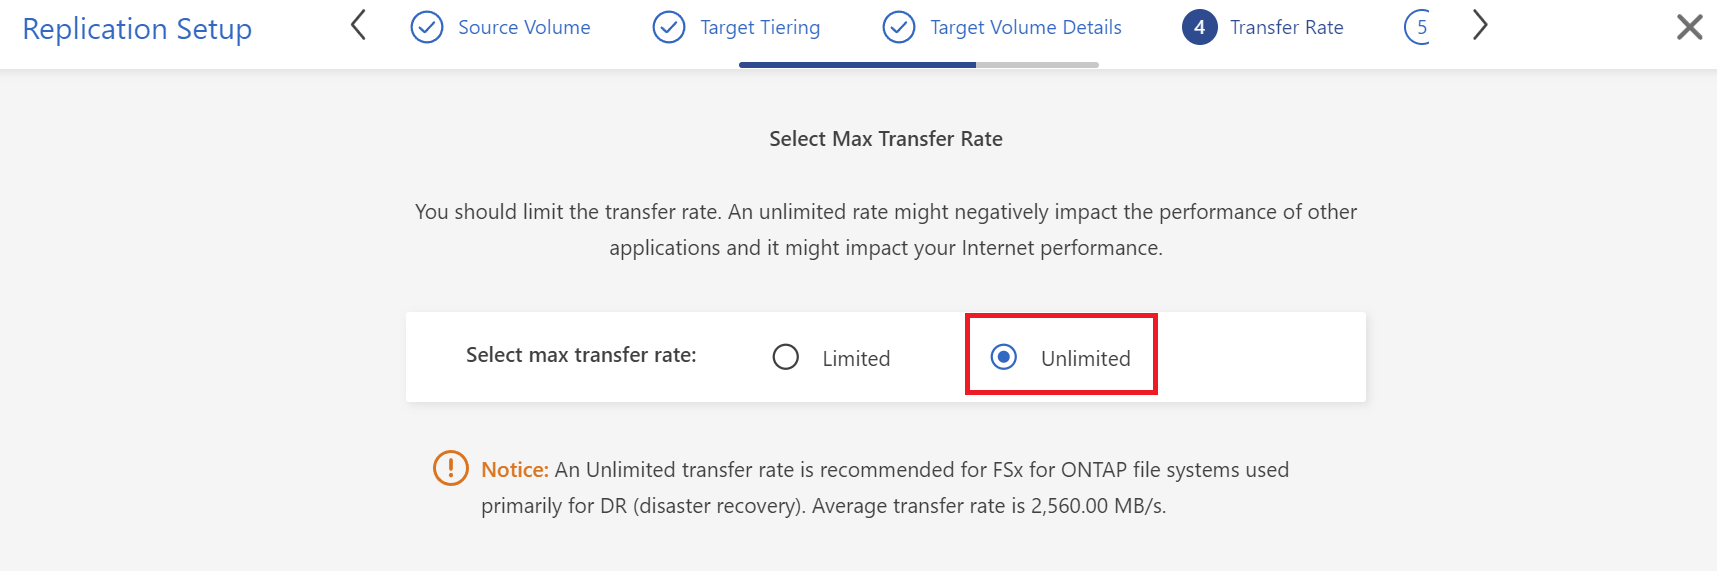 Replication Setup
Source Volume
Target Tiering
Target Volume Details
4 Transfer Rate
5
Select Max Transfer Rate
You should limit the transfer rate. An unlimited rate might negatively impact the performance of other
applications and it might impact your Internet performance.
Select max transfer rate: Limited Unlimited
Notice: An Unlimited transfer rate is recommended for FSx for ONTAP file systems used
primarily for DR (disaster recovery). Average transfer rate is 2,560.00 MB/s.